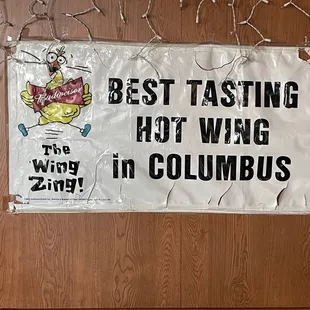 Budweiser
The
Wing
Zing!
BEST TASTING
HOT WING
in COLUMBUS